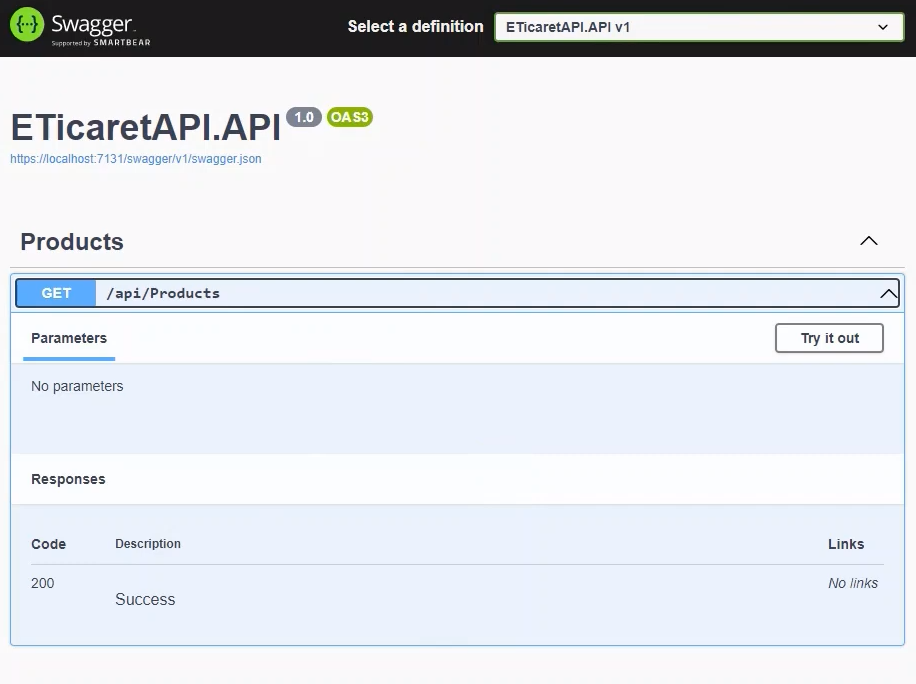 Swagger
Supported by SMARTBEAR
Select a definition
ETicaretAPI.API v1
ETicaretAPI.API 1.0 OAS3
https://localhost:7131/swagger/v1/swagger.json
Products
GET /api/Products
Parameters
Try it out
No parameters
Responses
Code Description Links
200 No links
Success